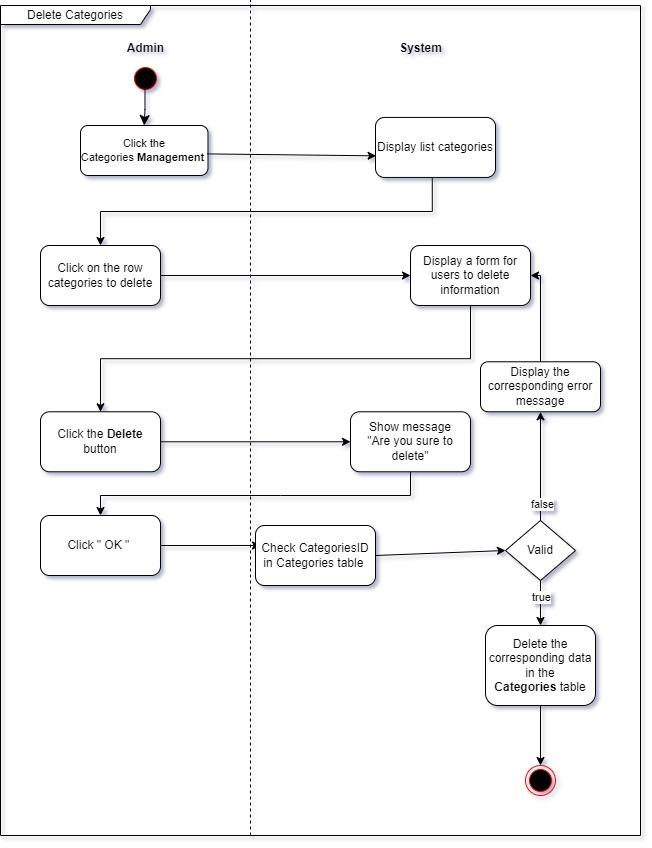 Delete Categories
Admin
System
Click the
Categories Management
Display list categories
Click on the row
categories to delete
Display a form for
users to delete
information
Display the
corresponding error
message
Click the Delete
button
Show message
"Are you sure to
delete"
Click " OK "
Check CategoriesID
in Categories table
false
Valid
true
Delete the
corresponding data
in the
Categories table